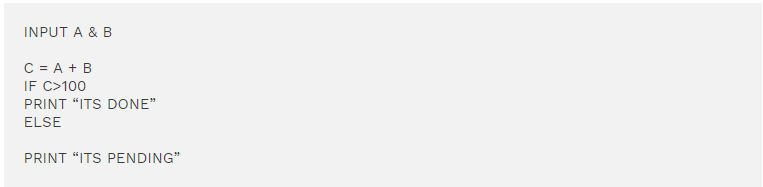 INPUT A & B
C = A + B
IF C>100
PRINT “ITS DONE”
ELSE
PRINT “ITS PENDING”